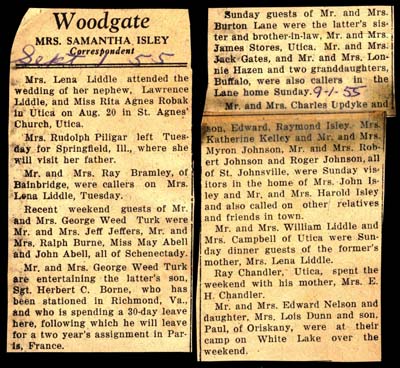 Woodgate
MRS. SAMANTHA ISLEY
Correspondent
Sept 1 55
Mrs. Lena Liddle attended the
wedding of her nephew, Lawrence
Liddle, and Miss Rita Agnes Robak
in Utica on Aug. 20 in St. Agnes'
Church, Utica.
Mrs. Rudolph Piligar left Tues-
day for Springfield, Ill., where she
will visit her father.
Mr. and Mrs. Ray Bramley, of
Bainbridge, were callers on Mrs.
Lena Liddle, Tuesday.
Recent weekend guests of Mr.
and Mrs. George Weed Turk were
Mr. and Mrs. Jeff Jeffers, Mr. and
Mrs. Ralph Burne, Miss May Abell
and John Abell, all of Schenectady.
Mr. and Mrs. George Weed Turk
are entertaining the latter's son,
Sgt. Herbert C. Borne, who has
been stationed in Richmond, Va.,
and who is spending a 30-day leave
here, following which he will leave
for a two year's assignment in Par-
is, France.
Sunday guests of Mr. and Mrs.
Burton Lane were the latter's sis-
ter and brother-in-law, Mr. and Mrs.
James Stores, Utica. Mr. and Mrs.
Jack Gates, and Mr. and Mrs. Lon-
nie Hazen and two granddaughters,
Buffalo, were also callers in the
Lane home Sunday. 9-1-55
Mr. and Mrs. Charles Updyke and
son, Edward, Raymond Isley, Mrs.
Katherine Kelley and Mr. and Mrs.
Myron Johnson, Mr. and Mrs. Rob-
ert Johnson and Roger Johnson, all
of St. Johnsville, were Sunday vis-
itors in the home of Mrs. John Is-
ley and Mr. and Mrs. Harold Isley
and also called on other relatives
and friends in town.
Mr. and Mrs. William Liddle and
Mrs. Campbell of Utica were Sun-
day dinner guests of the former's
mother, Mrs. Lena Liddle.
Ray Chandler, Utica, spent the
weekend with his mother, Mrs. E.
H. Chandler.
Mr. and Mrs. Edward Nelson and
daughter, Mrs. Lois Dunn and son,
Paul, of Oriskany, were at their
camp on White Lake over the
weekend.